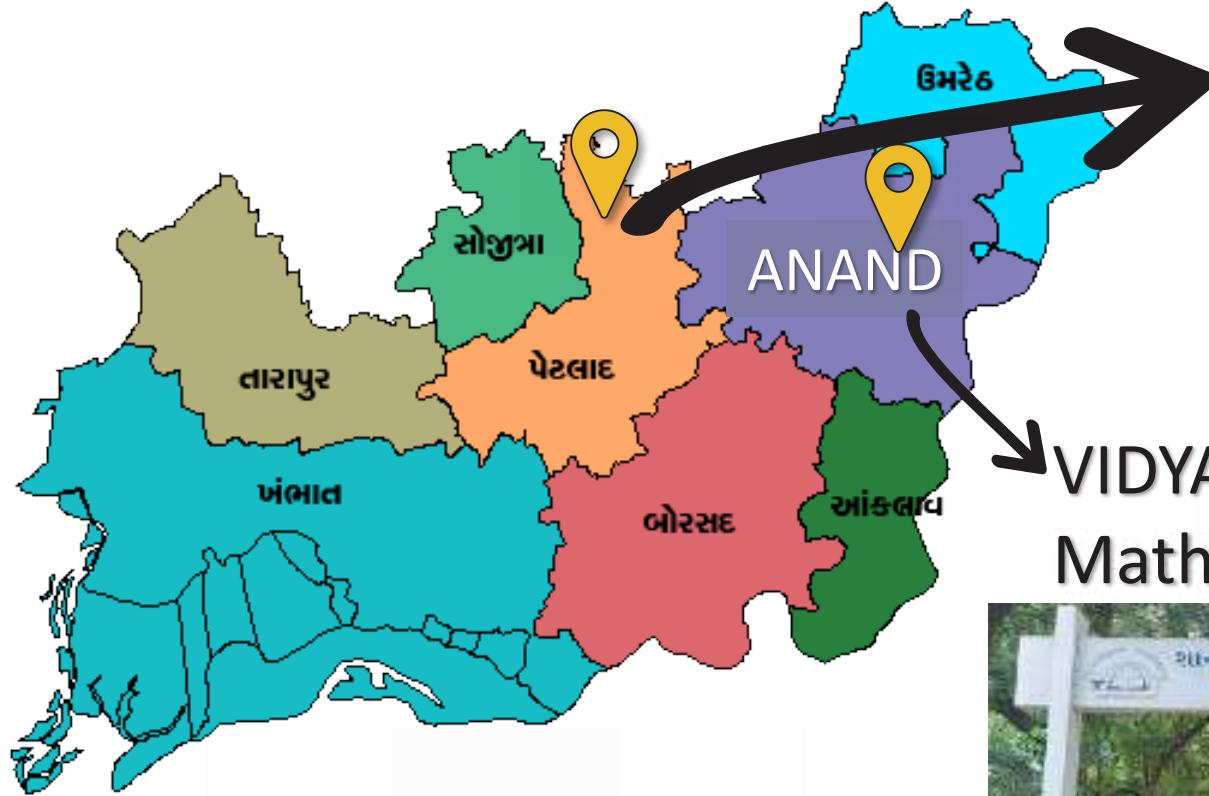 ઉમરેઠ
સોજીત્રા
ANAND
પેટલાદ
તારાપુર
ખંભાત
બોરસદ
આંકલાવ
VIDYA
Math